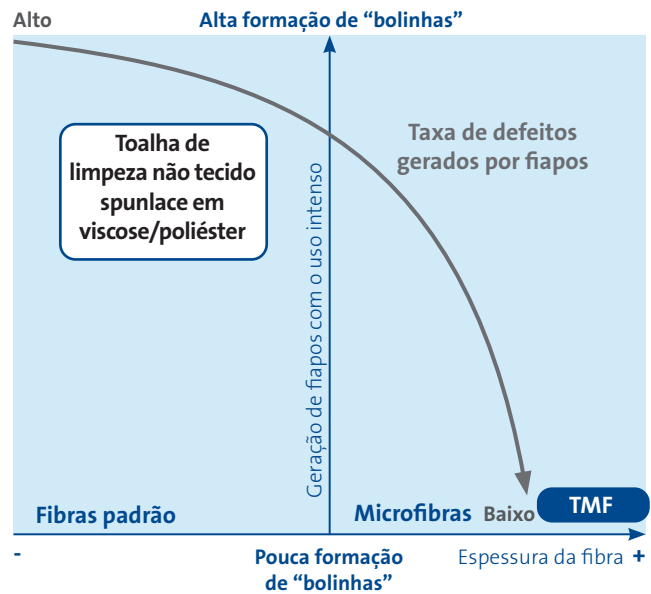 Alto
Alta formação de “bolinhas”
Toalha de
limpeza não tecido
spunlace em
viscose/poliéster
Taxa de defeitos
gerados por fiapos
Geração de fiapos com o uso intenso
Fibras padrão
Microfibras
Baixo
TMF
-
Pouca formação
de “bolinhas”
Espessura da fibra +